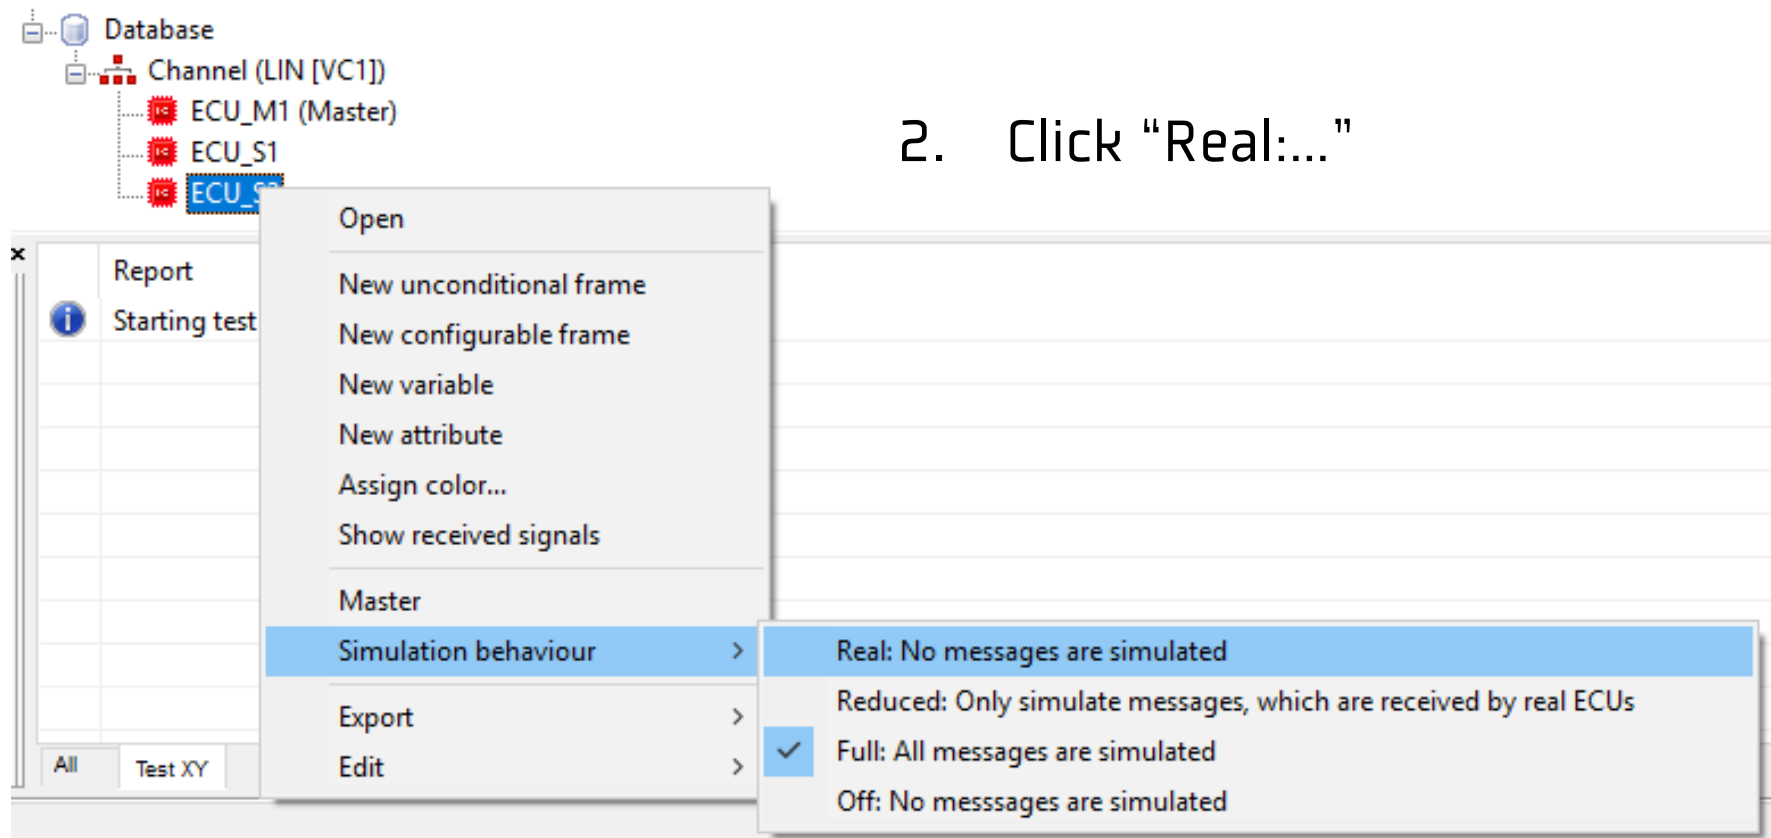 Database
Channel (LIN [VC1])
ECU_M1 (Master)
ECU_S1
2. Click “Real:...”
Open
Report
New unconditional frame
Starting test
New configurable frame
New variable
New attribute
Assign color...
Show received signals
Master
Simulation behaviour
Real: No messages are simulated
Reduced: Only simulate messages, which are received by real ECUs
Export
Full: All messages are simulated
All
Test XY
Edit
Off: No messsages are simulated